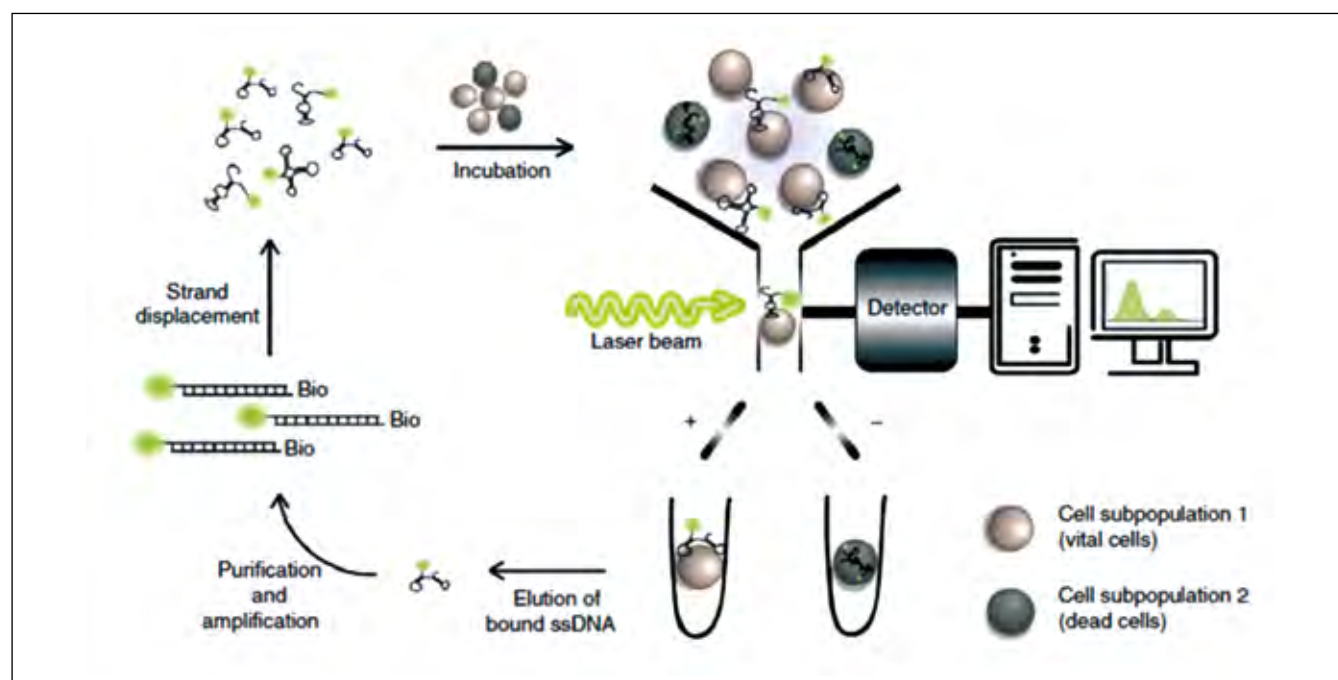 Incubation
Strand
displacement
Laser beam
Detector
Bio
Bio
Bio
+
–
Purification
and
amplification
Elution of
bound ssDNA
Cell subpopulation 1
(vital cells)
Cell subpopulation 2
(dead cells)